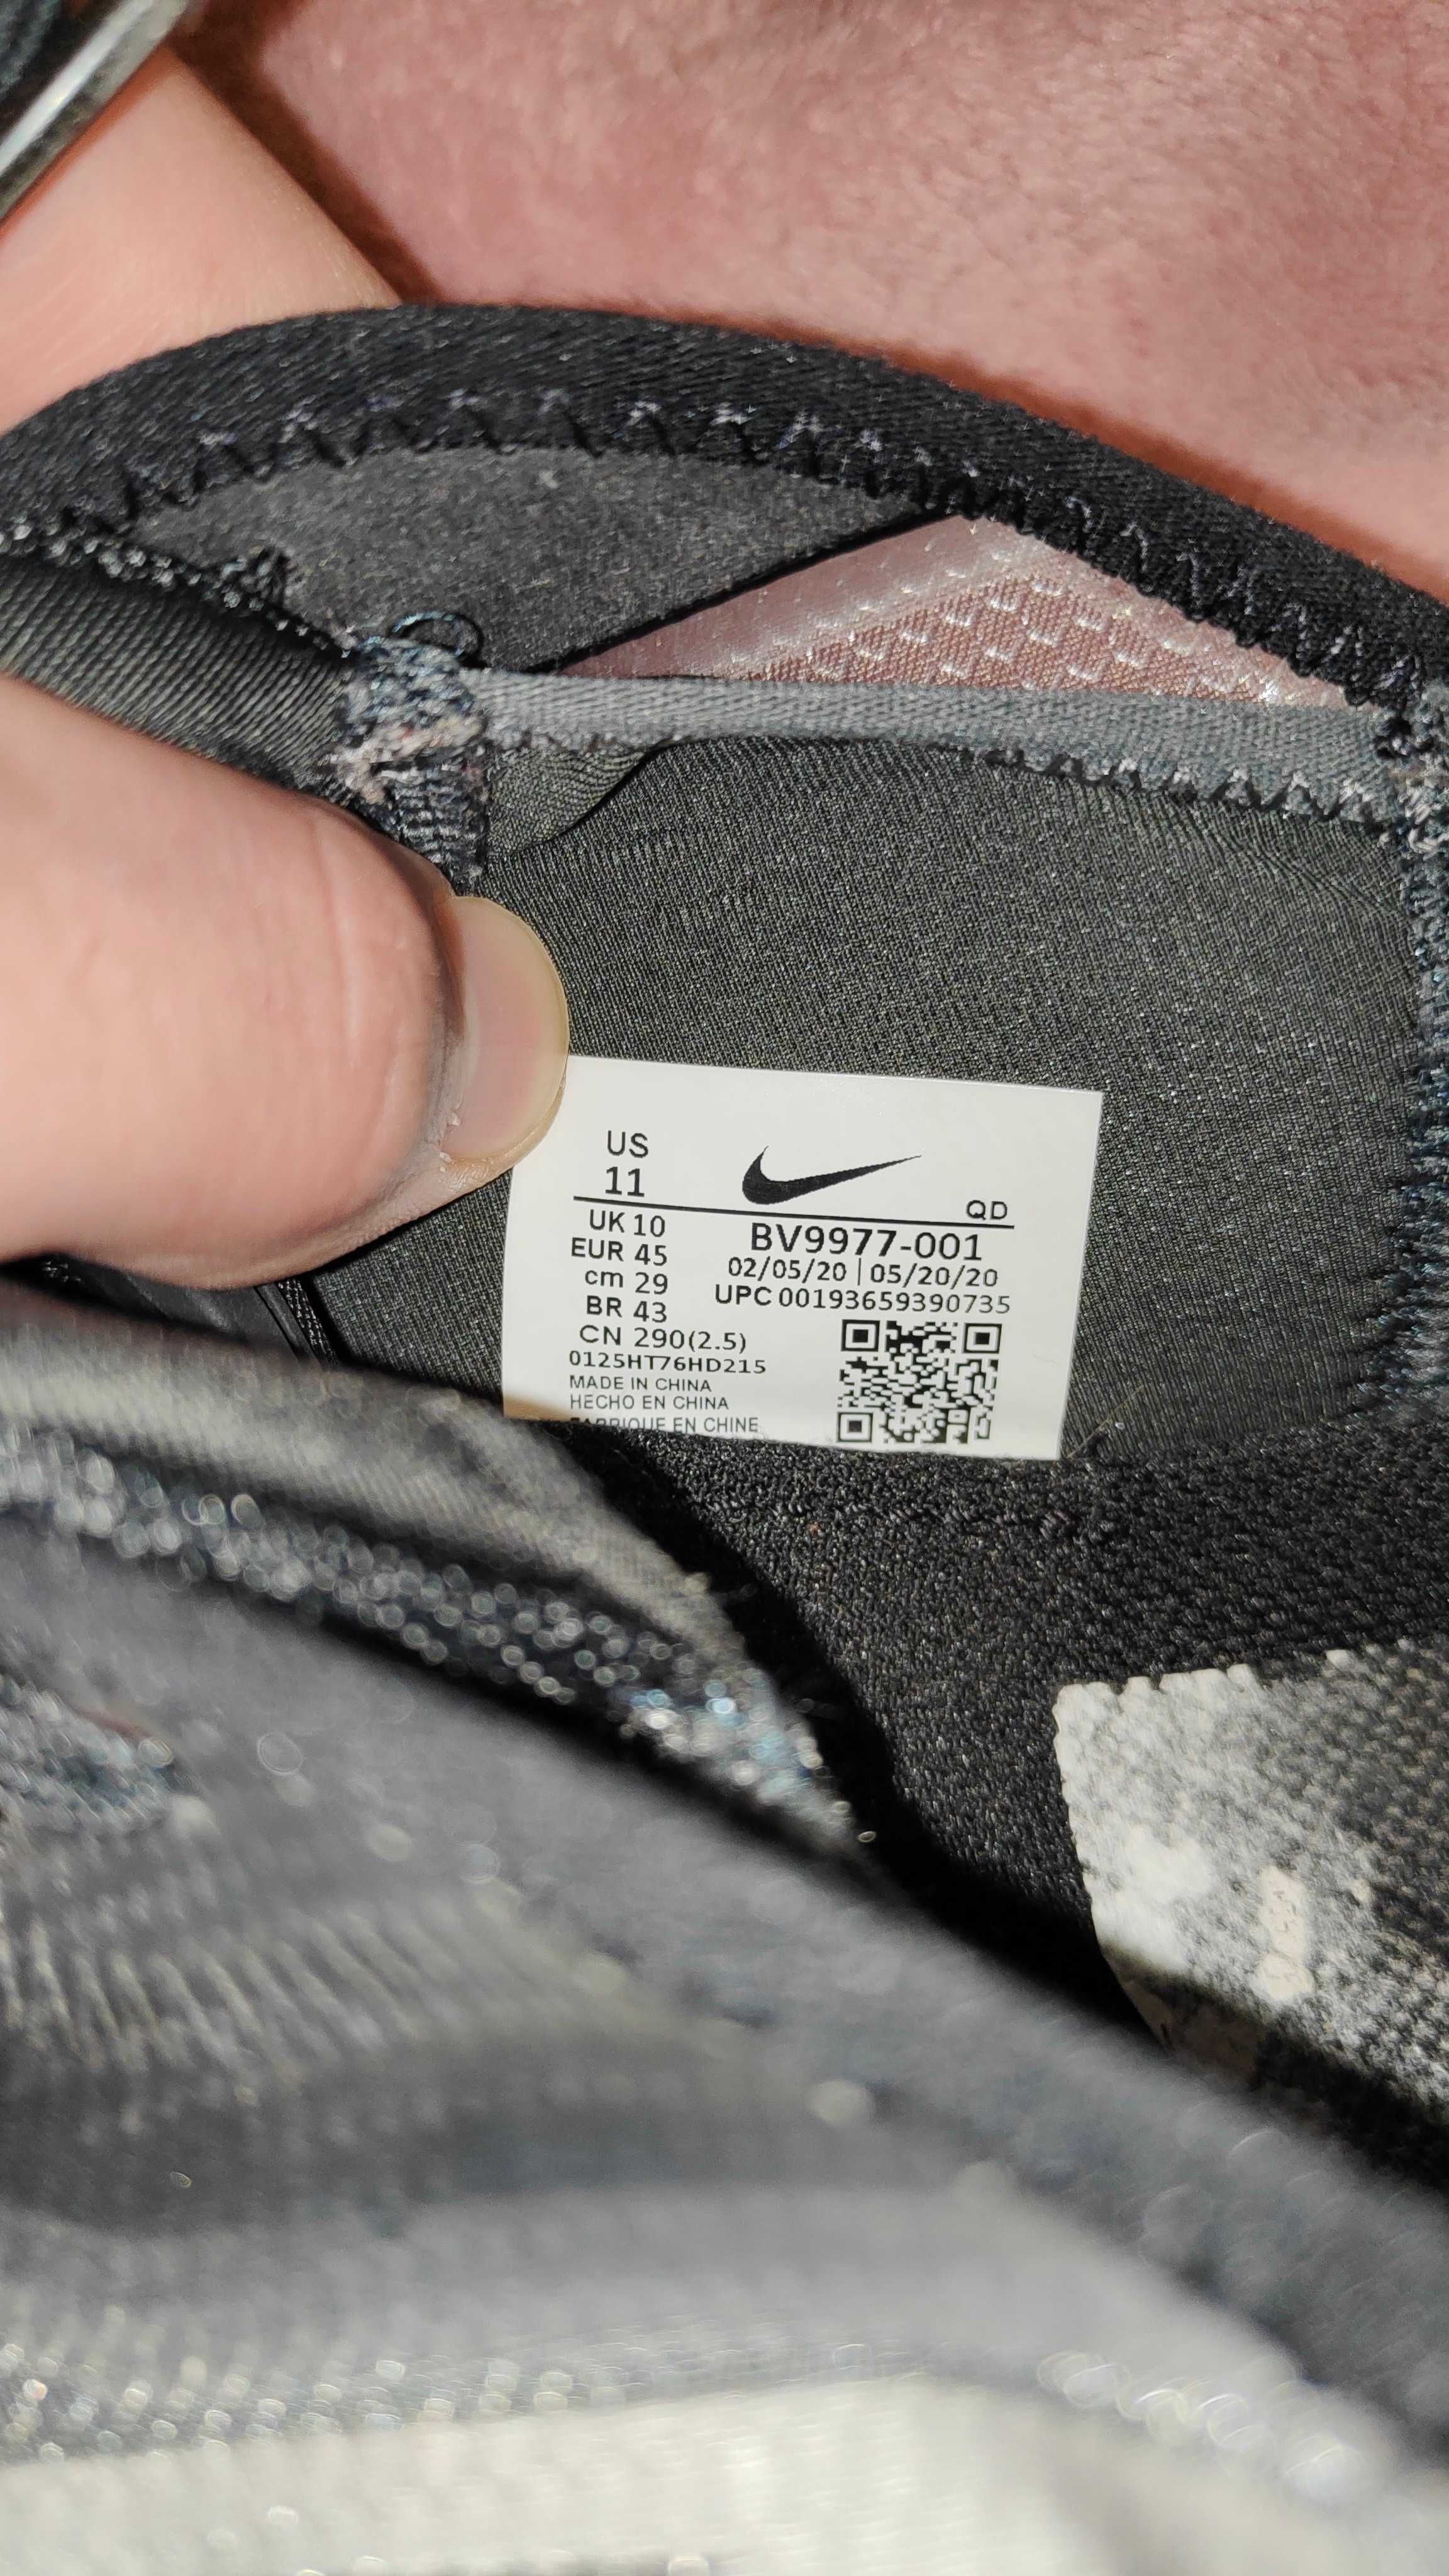 US
11
QD
UK 10
EUR 45
cm 29
BR 43
CN 290(2.5)
BV9977-001
02/05/20 | 05/20/20
UPC 00193659390735
0125HT76HD215
MADE IN CHINA
HECHO EN CHINA
FABRIQUE EN CHINE